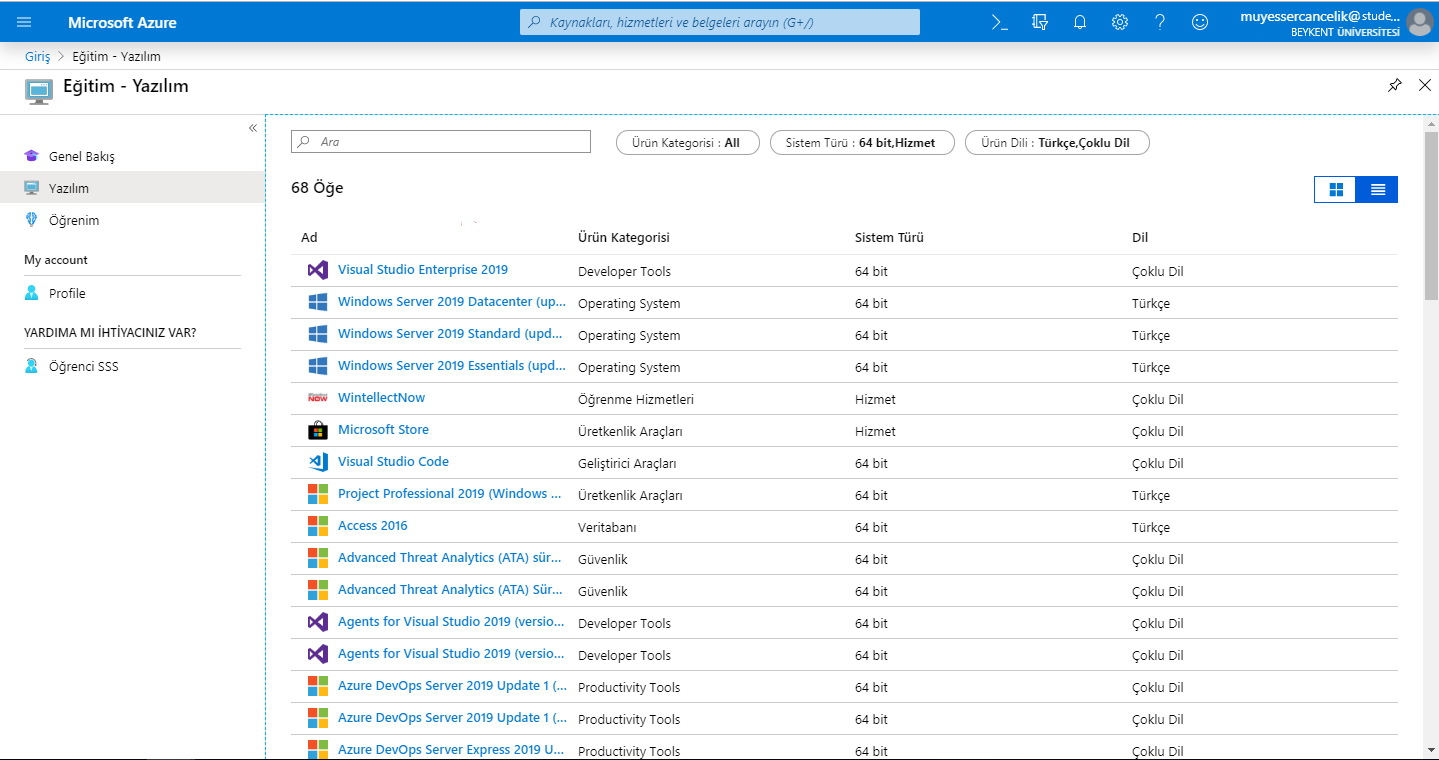 Microsoft Azure
Kaynakları, hizmetleri ve belgeleri arayın (G+/)
muyessercancelik@stude...
BEYKENT ÜNİVERSİTESİ
Giriş > Eğitim - Yazılım
Eğitim - Yazılım
«
Ara
Ürün Kategorisi : All
Sistem Türü : 64 bit,Hizmet
Ürün Dili : Türkçe,Çoklu Dil
Genel Bakış
Yazılım
Öğrenim
My account
Profile
YARDIMA MI İHTİYACINIZ VAR?
Öğrenci SSS
68 Öğe
Ad Ürün Kategorisi Sistem Türü Dil
Visual Studio Enterprise 2019 Developer Tools 64 bit Çoklu Dil
Windows Server 2019 Datacenter (up... Operating System 64 bit Türkçe
Windows Server 2019 Standard (upd... Operating System 64 bit Türkçe
Windows Server 2019 Essentials (upd... Operating System 64 bit Türkçe
NOW WintellectNow Öğrenme Hizmetleri Hizmet Çoklu Dil
Microsoft Store Üretkenlik Araçları Hizmet Çoklu Dil
Visual Studio Code Geliştirici Araçları 64 bit Çoklu Dil
Project Professional 2019 (Windows ... Üretkenlik Araçları 64 bit Türkçe
Access 2016 Veritabanı 64 bit Türkçe
Advanced Threat Analytics (ATA) sür... Güvenlik 64 bit Çoklu Dil
Advanced Threat Analytics (ATA) Sür... Güvenlik 64 bit Çoklu Dil
Agents for Visual Studio 2019 (versio... Developer Tools 64 bit Çoklu Dil
Agents for Visual Studio 2019 (versio... Developer Tools 64 bit Çoklu Dil
Azure DevOps Server 2019 Update 1 (... Productivity Tools 64 bit Çoklu Dil
Azure DevOps Server 2019 Update 1 (... Productivity Tools 64 bit Çoklu Dil
Azure DevOps Server Express 2019 U... Productivity Tools 64 bit Çoklu Dil